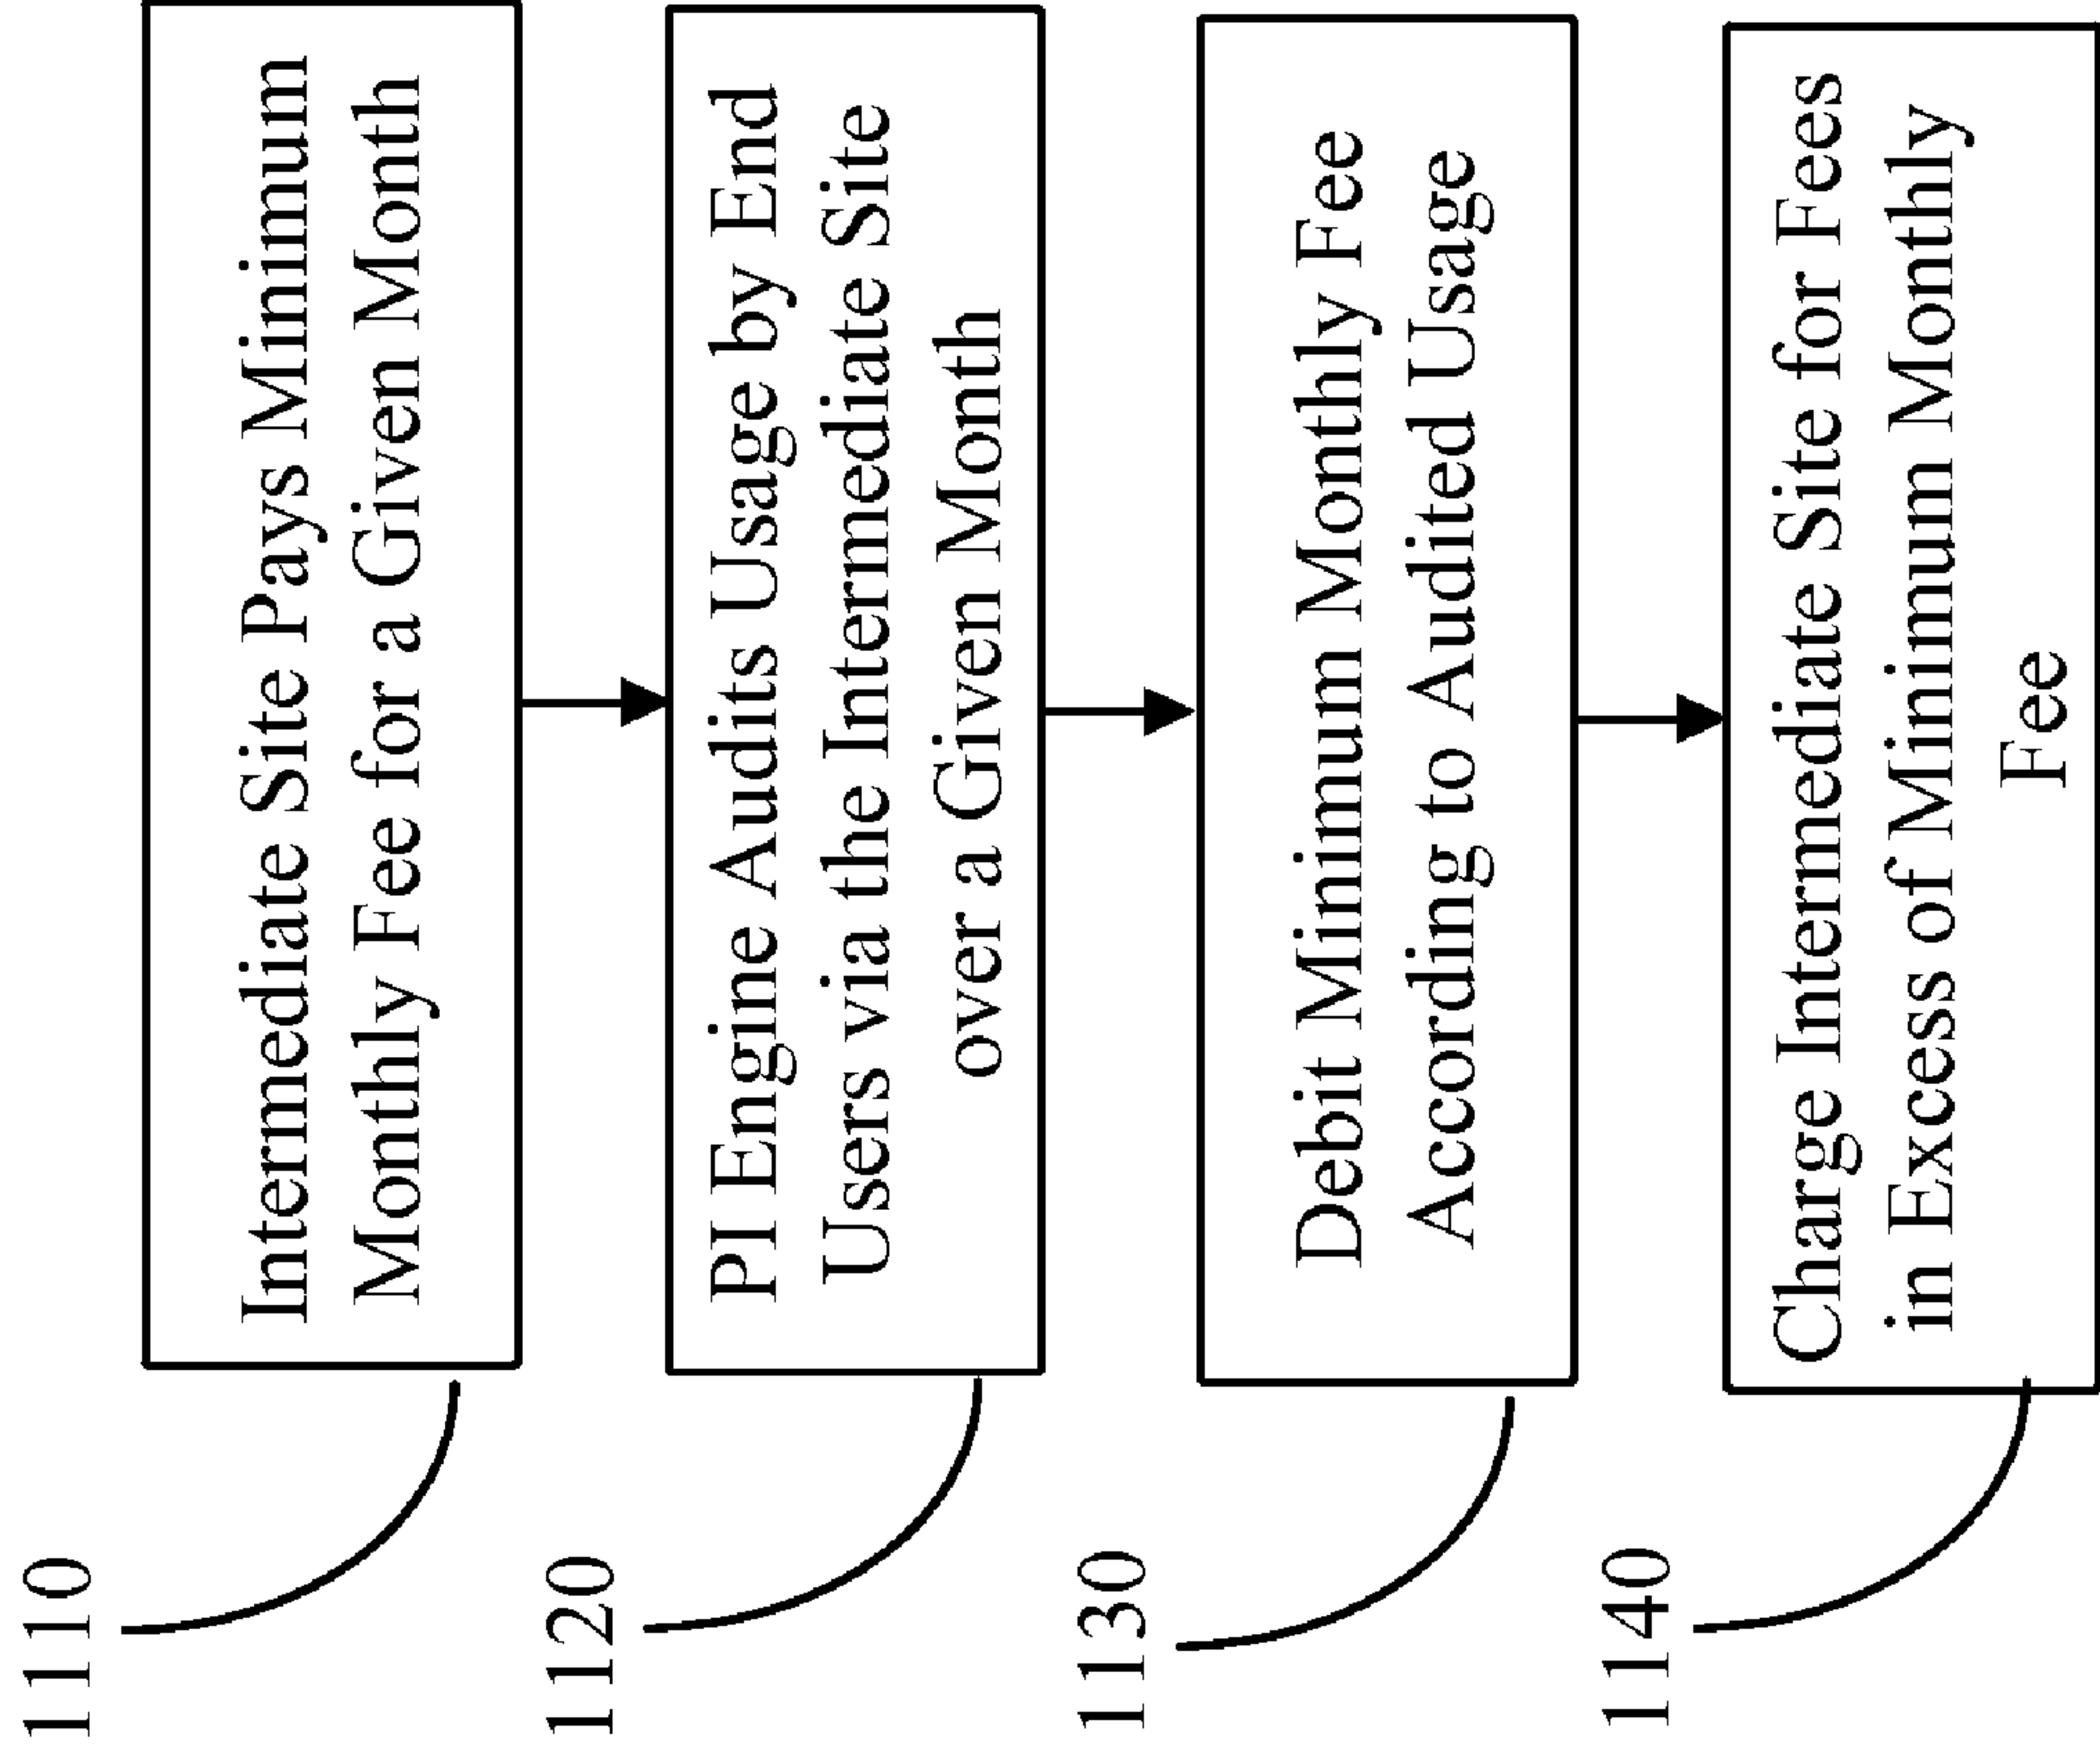 1110
Intermediate Site Pays Minimum
Monthly Fee for a Given Month
1120
PI Engine Audits Usage by End
Users via the Intermediate Site
over a Given Month
1130
Debit Minimum Monthly Fee
According to Audited Usage
1140
Charge Intermediate Site for Fees
in Excess of Minimum Monthly
Fee